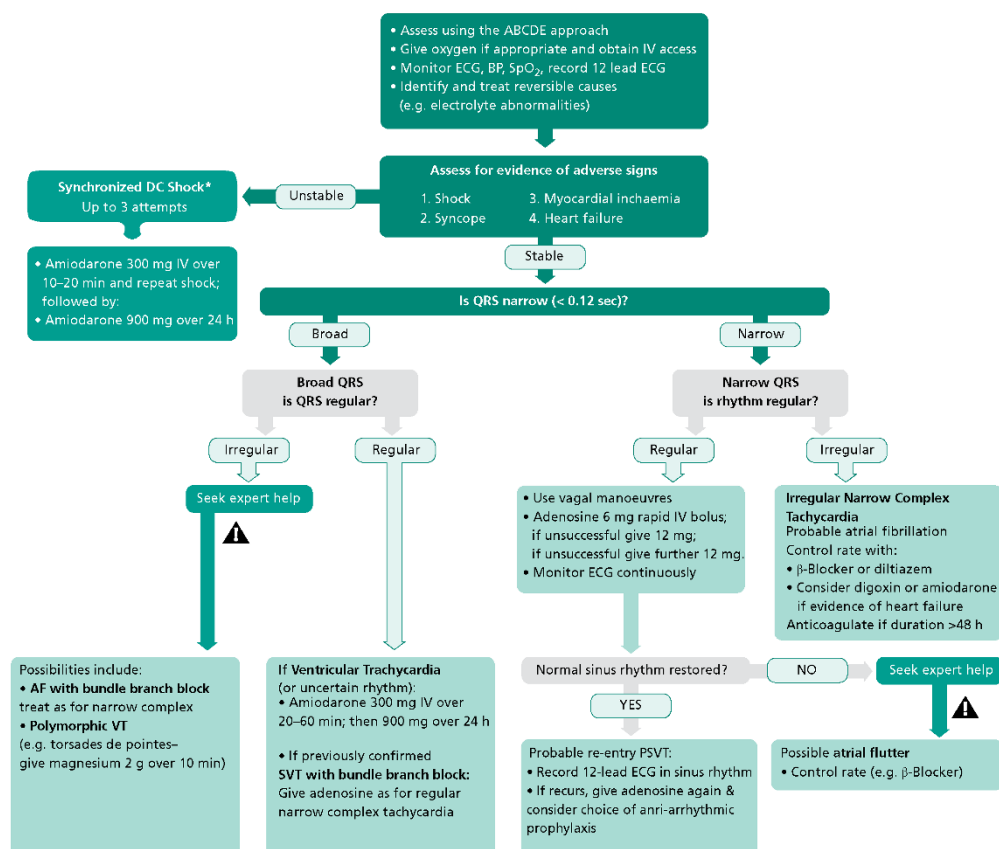 • Assess using the ABCDE approach
• Give oxygen if appropriate and obtain IV access
• Monitor ECG, BP, SpO₂, record 12 lead ECG
• Identify and treat reversible causes
(e.g. electrolyte abnormalities)
Assess for evidence of adverse signs
1. Shock
2. Syncope
3. Myocardial inchaemia
4. Heart failure
Unstable
Synchronized DC Shock*
Up to 3 attempts
• Amiodarone 300 mg IV over
10–20 min and repeat shock;
followed by:
• Amiodarone 900 mg over 24 h
Stable
Is QRS narrow (< 0.12 sec)?
Broad
Narrow
Broad QRS
is QRS regular?
Narrow QRS
is rhythm regular?
Irregular
Regular
Regular
Irregular
Seek expert help
• Use vagal manoeuvres
• Adenosine 6 mg rapid IV bolus;
if unsuccessful give 12 mg;
if unsuccessful give further 12 mg.
• Monitor ECG continuously
Irregular Narrow Complex
Tachycardia
Probable atrial fibrillation
Control rate with:
• β-Blocker or diltiazem
• Consider digoxin or amiodarone
if evidence of heart failure
Anticoagulate if duration >48 h
Possibilities include:
• AF with bundle branch block
treat as for narrow complex
• Polymorphic VT
(e.g. torsades de pointes–
give magnesium 2 g over 10 min)
If Ventricular Trachycardia
(or uncertain rhythm):
• Amiodarone 300 mg IV over
20–60 min; then 900 mg over 24 h
• If previously confirmed
SVT with bundle branch block:
Give adenosine as for regular
narrow complex tachycardia
Normal sinus rhythm restored?
NO
Seek expert help
YES
Probable re-entry PSVT:
• Record 12-lead ECG in sinus rhythm
• If recurs, give adenosine again &
consider choice of anri-arrhythmic
prophylaxis
Possible atrial flutter
• Control rate (e.g. β-Blocker)